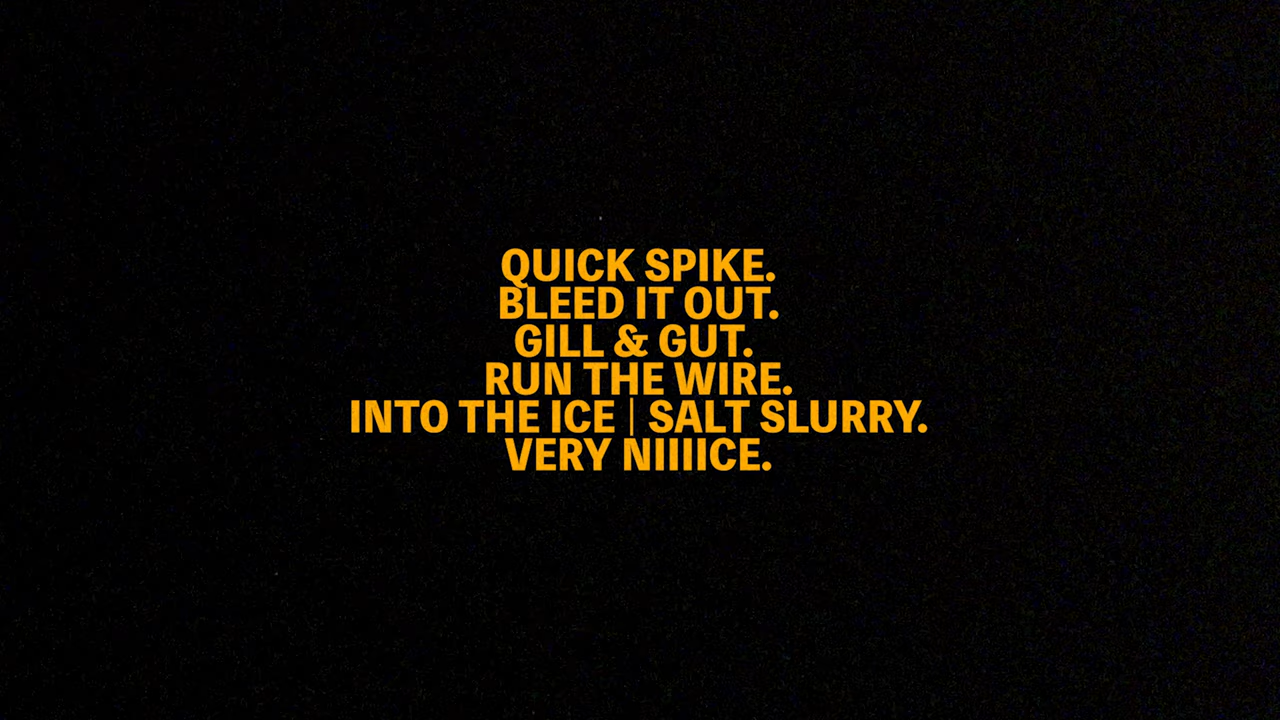 QUICK SPIKE.
BLEED IT OUT.
GILL & GUT.
RUN THE WIRE.
INTO THE ICE | SALT SLURRY.
VERY NIIIICE.